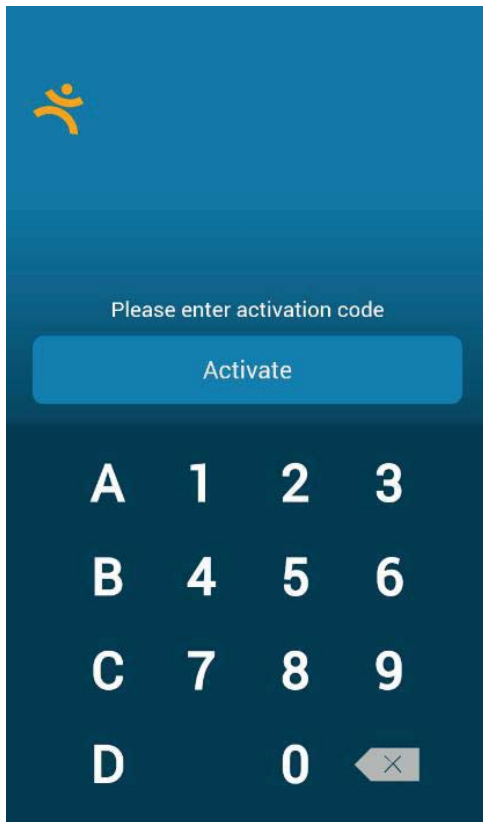 Please enter activation code
Activate
A 1 2 3
B 4 5 6
C 7 8 9
D 0